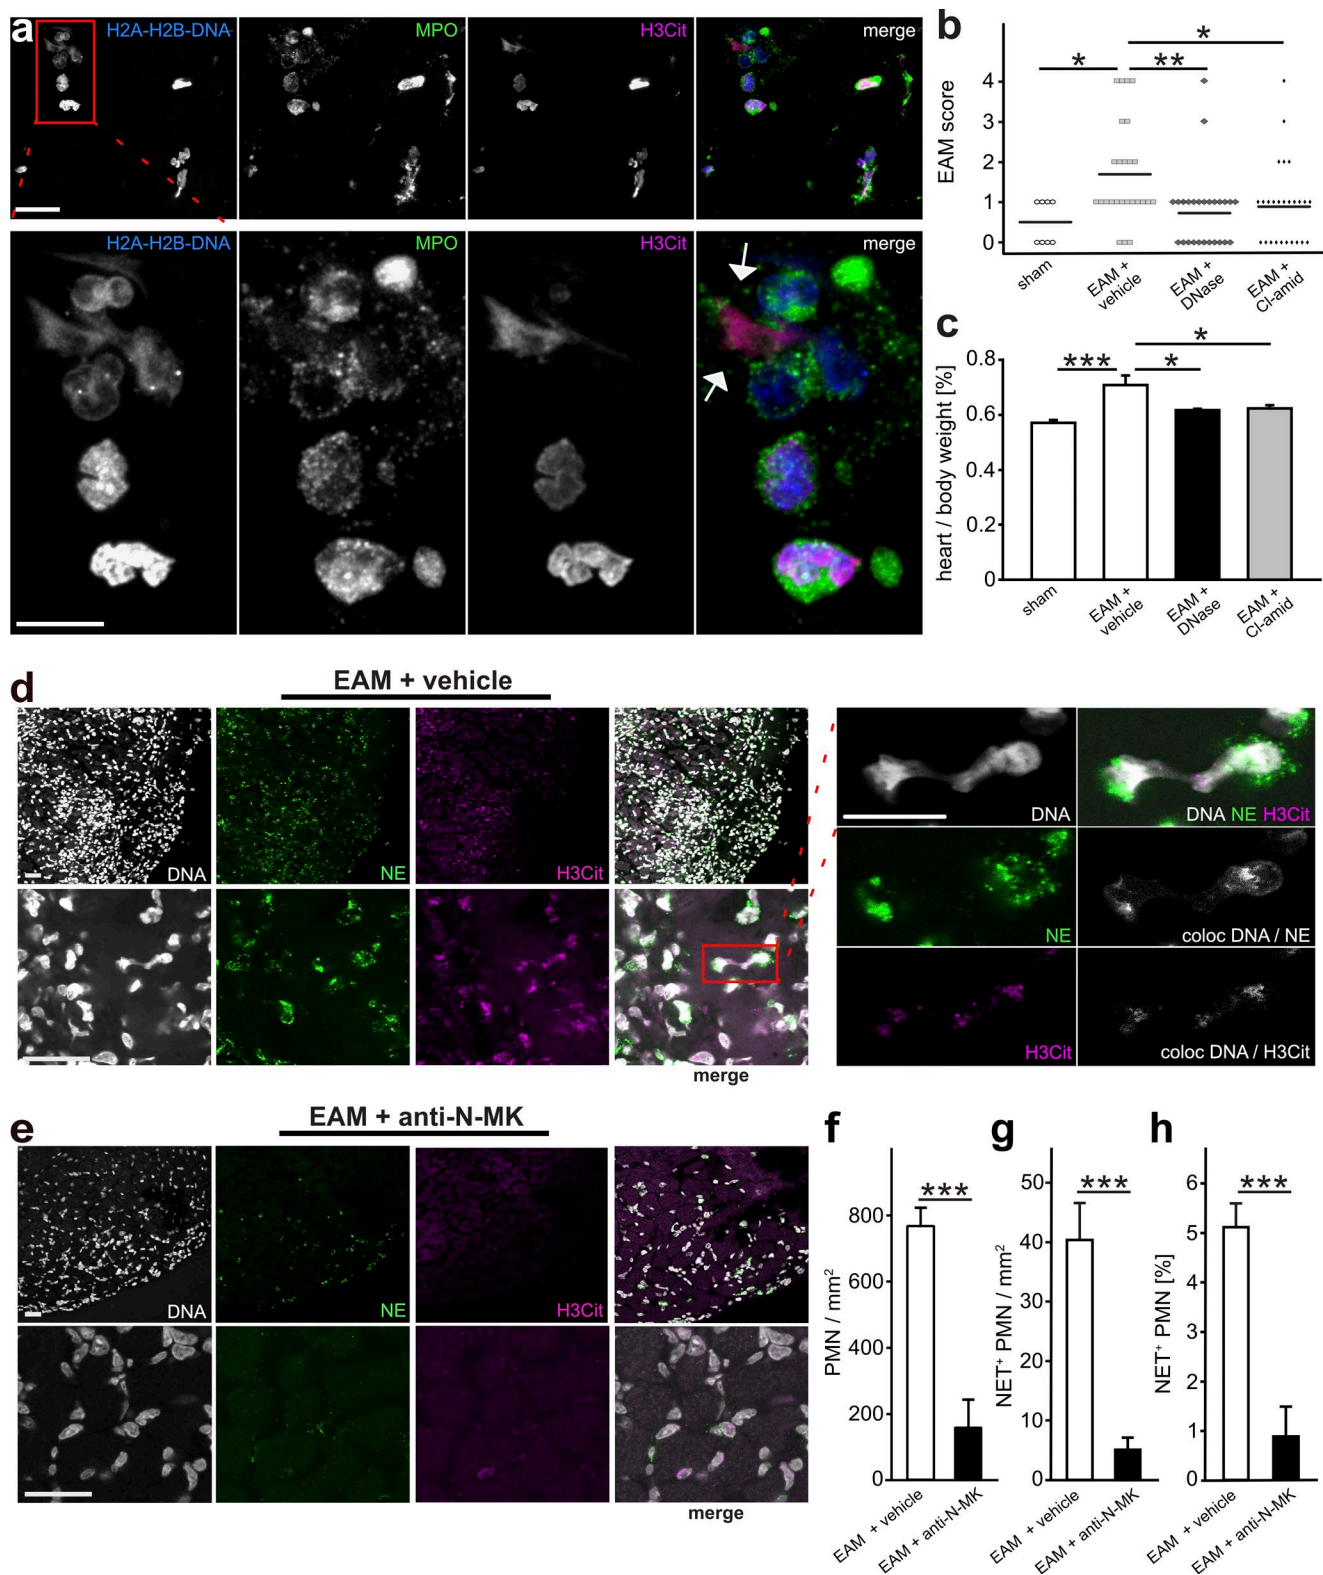 a
H2A-H2B-DNA
MPO
H3Cit
merge
H2A-H2B-DNA
MPO
H3Cit
merge
b
EAM score
*
*
**
4
3
2
1
0
sham
EAM +
vehicle
EAM +
DNase
EAM +
Cl-amid
c
heart / body weight [%]
*
***
*
0.8
0.6
0.4
0.2
0
sham
EAM +
vehicle
EAM +
DNase
EAM +
Cl-amid
d
EAM + vehicle
DNA
NE
H3Cit
merge
DNA
DNA NE H3Cit
NE
coloc DNA / NE
H3Cit
coloc DNA / H3Cit
e
EAM + anti-N-MK
DNA
NE
H3Cit
merge
f
PMN / mm²
***
800
600
400
200
0
EAM + vehicle
EAM + anti-N-MK
g
NET⁺ PMN / mm²
***
50
40
30
20
10
0
EAM + vehicle
EAM + anti-N-MK
h
NET⁺ PMN [%]
***
6
5
4
3
2
1
0
EAM + vehicle
EAM + anti-N-MK